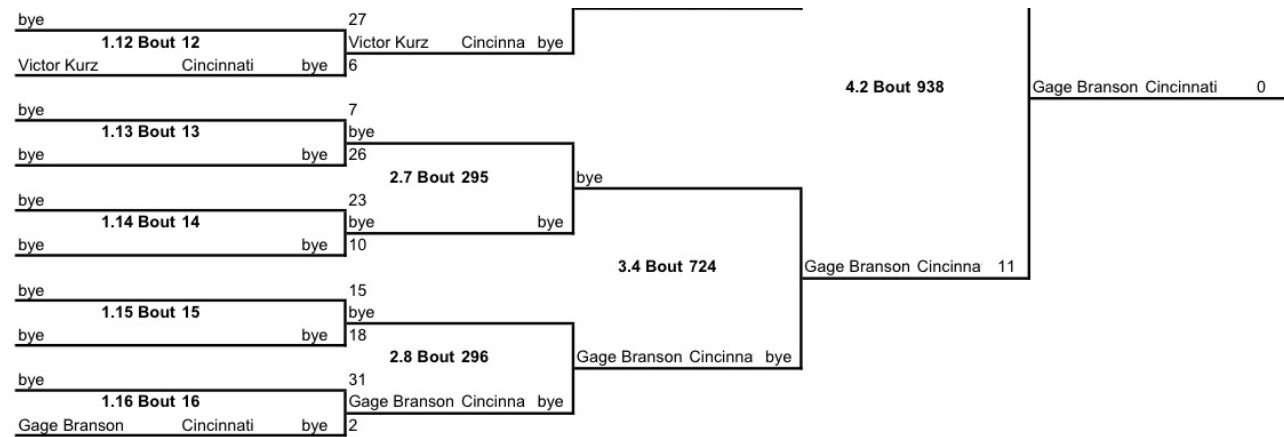 bye 27
1.12 Bout 12
Victor Kurz Cincinna bye
Victor Kurz Cincinnati bye 6
4.2 Bout 938
Gage Branson Cincinnati 0
bye 7
1.13 Bout 13
bye
bye bye 26
2.7 Bout 295
bye
bye 23
1.14 Bout 14
bye bye
bye bye 10
3.4 Bout 724
Gage Branson Cincinna 11
bye 15
1.15 Bout 15
bye
bye bye 18
2.8 Bout 296
Gage Branson Cincinna bye
bye 31
1.16 Bout 16
Gage Branson Cincinna bye
Gage Branson Cincinnati bye 2